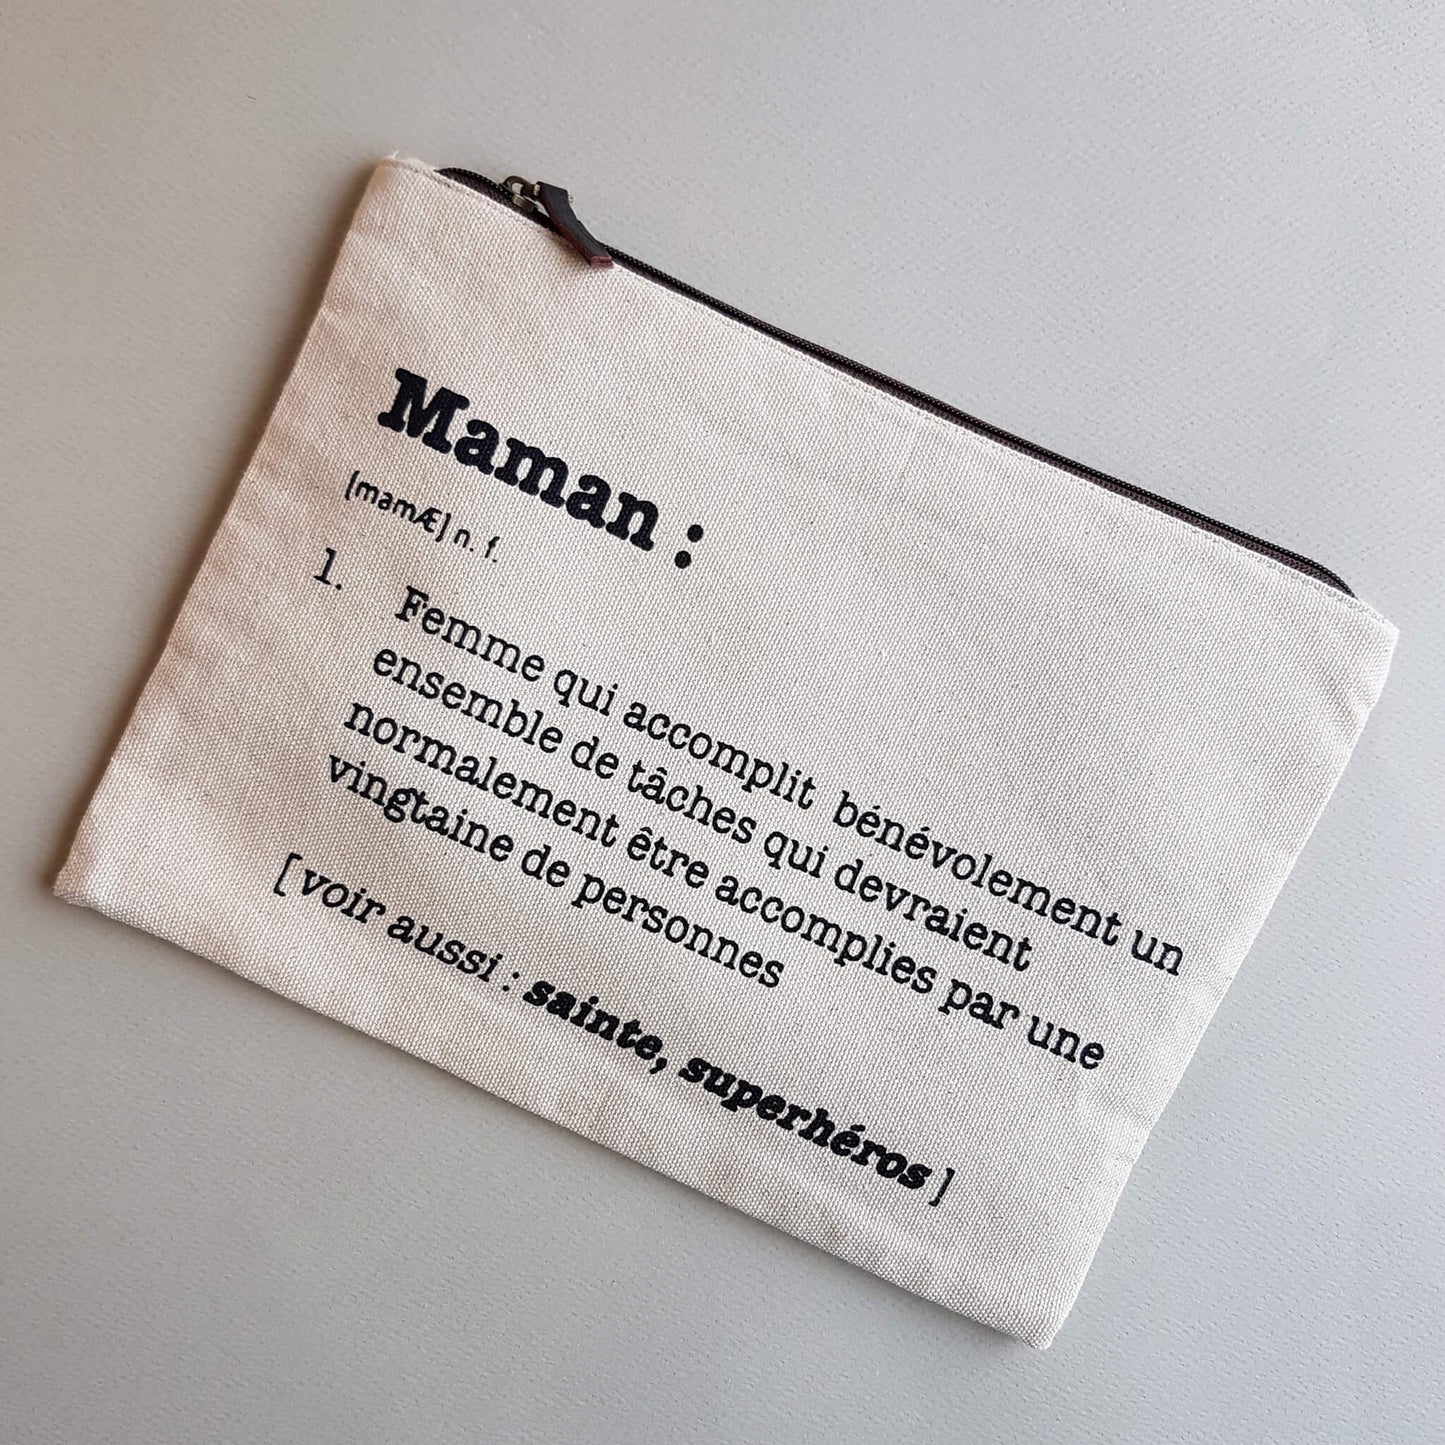 Maman :
[mamÆ] n. f.
1. Femme qui accomplit bénévolement un
ensemble de tâches qui devraient
normalement être accomplies par une
vingtaine de personnes
[ voir aussi : sainte, superhéros ]